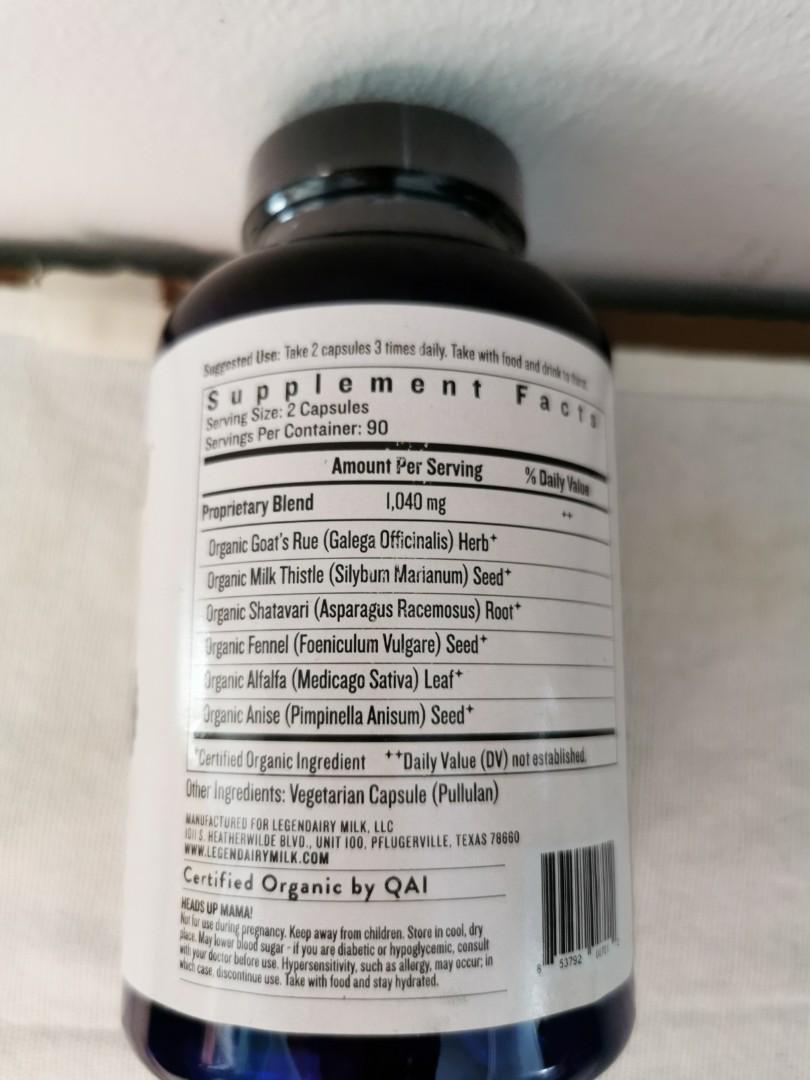 Suggested Use: Take 2 capsules 3 times daily. Take with food and drink to thirst.
Supplement Facts
Serving Size: 2 Capsules
Servings Per Container: 90
Amount Per Serving % Daily Value
Proprietary Blend 1,040 mg ++
Organic Goat's Rue (Galega Officinalis) Herb+
Organic Milk Thistle (Silybum Marianum) Seed+
Organic Shatavari (Asparagus Racemosus) Root+
Organic Fennel (Foeniculum Vulgare) Seed+
Organic Alfalfa (Medicago Sativa) Leaf+
Organic Anise (Pimpinella Anisum) Seed+
+Certified Organic Ingredient ++Daily Value (DV) not established.
Other Ingredients: Vegetarian Capsule (Pullulan)
MANUFACTURED FOR LEGENDAIRY MILK, LLC
1011 S. HEATHERWILDE BLVD., UNIT 100, PFLUGERVILLE, TEXAS 78660
WWW.LEGENDAIRYMILK.COM
Certified Organic by QAI
HEADS UP MAMA!
Not for use during pregnancy. Keep away from children. Store in cool, dry
place. May lower blood sugar - if you are diabetic or hypoglycemic, consult
with your doctor before use. Hypersensitivity, such as allergy, may occur; in
which case, discontinue use. Take with food and stay hydrated.
8 53792